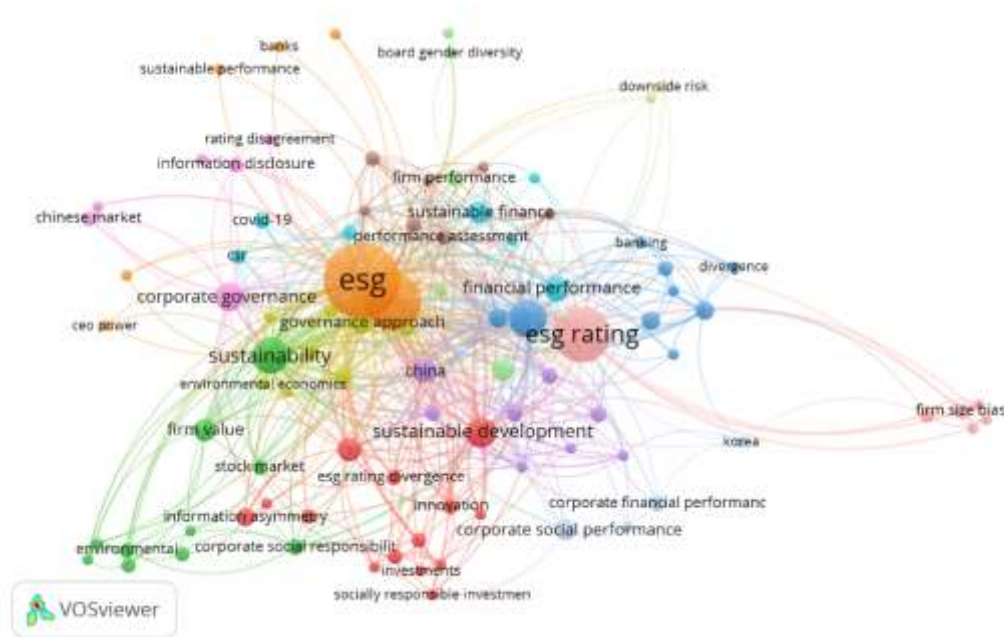 banks
board gender diversity
sustainable performance
downside risk
rating disagreement
information disclosure
firm performance
chinese market
covid-19
sustainable finance
performance assessment
banking
csr
divergence
esg
corporate governance
financial performance
ceo power
governance approach
esg rating
sustainability
china
environmental economics
firm size bias
firm value
sustainable development
korea
stock market
esg rating divergence
innovation
corporate financial performanc
information asymmetry
corporate social performance
environmental
corporate social responsibilit
investments
socially responsible investmen
VOSviewer